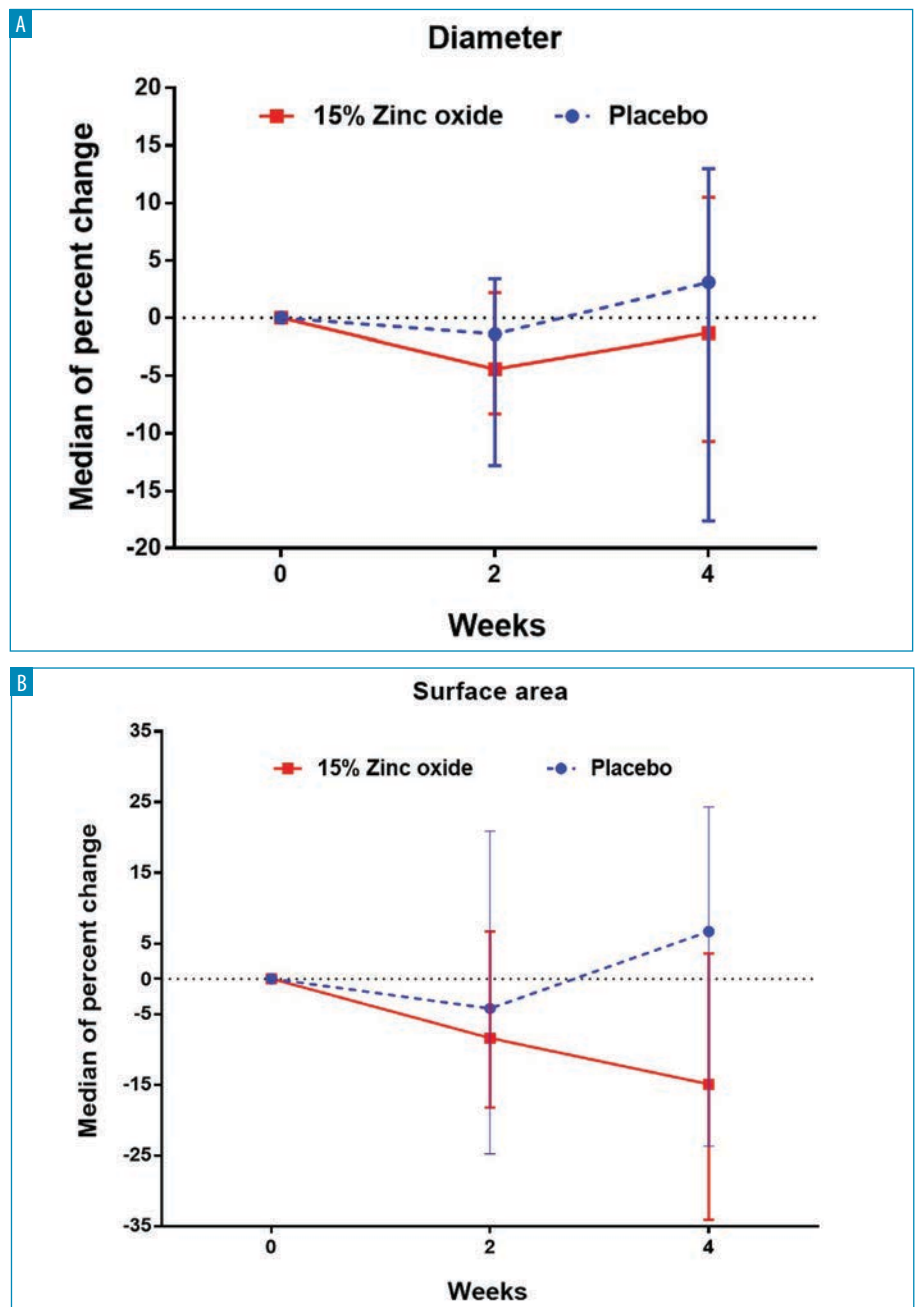 A
Diameter
20
15% Zinc oxide
Placebo
15
10
5
0
-5
-10
-15
-20
Median of percent change
0 2 4
Weeks
B
Surface area
35
15% Zinc oxide
Placebo
25
15
5
0
-5
-15
-25
-35
Median of percent change
0 2 4
Weeks